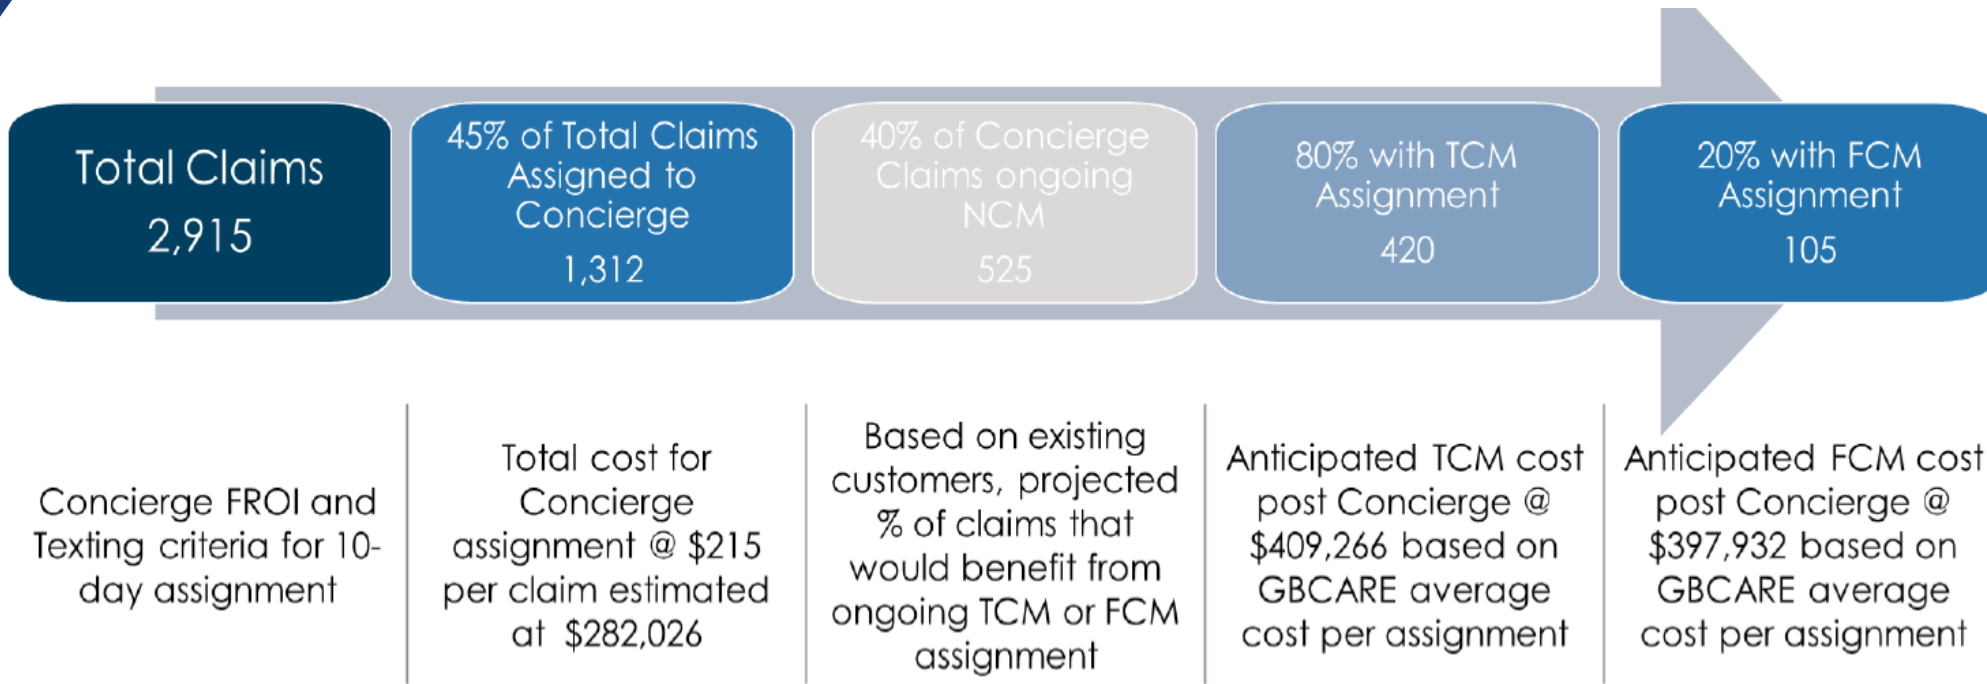 Total Claims
2,915
45% of Total Claims
Assigned to
Concierge
1,312
40% of Concierge
Claims ongoing
NCM
525
80% with TCM
Assignment
420
20% with FCM
Assignment
105
Concierge FROI and
Texting criteria for 10-
day assignment
Total cost for
Concierge
assignment @ $215
per claim estimated
at $282,026
Based on existing
customers, projected
% of claims that
would benefit from
ongoing TCM or FCM
assignment
Anticipated TCM cost
post Concierge @
$409,266 based on
GBCARE average
cost per assignment
Anticipated FCM cost
post Concierge @
$397,932 based on
GBCARE average
cost per assignment